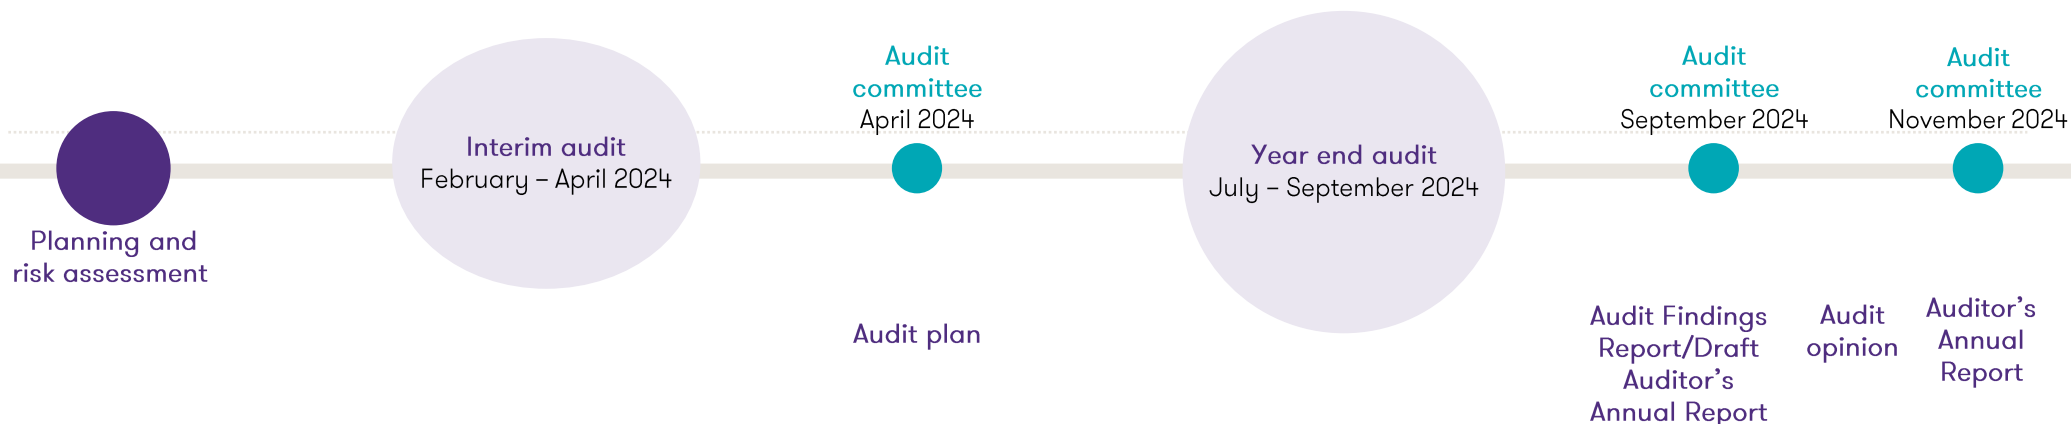 Planning and
risk assessment
Interim audit
February – April 2024
Audit
committee
April 2024
Audit plan
Year end audit
July – September 2024
Audit
committee
September 2024
Audit Findings
Report/Draft
Auditor’s
Annual Report
Audit
opinion
Audit
committee
November 2024
Auditor’s
Annual
Report